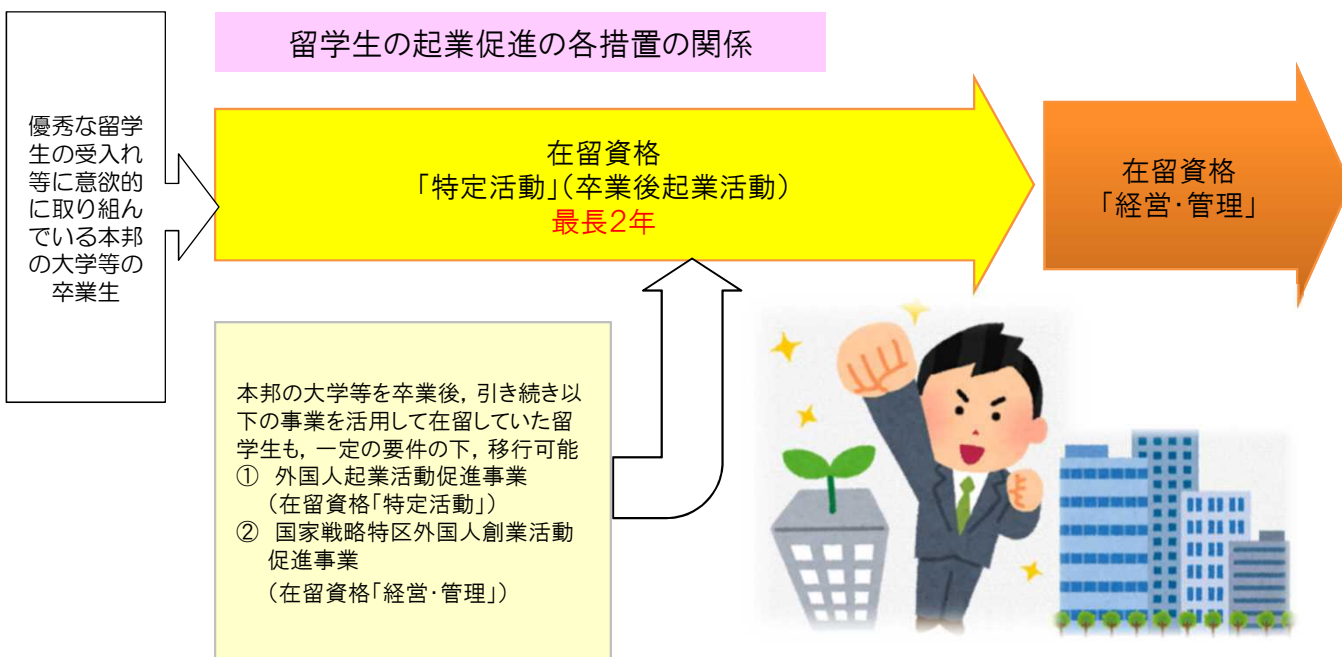 留学生の起業促進の各措置の関係
優秀な留学
生の受入れ
等に意欲的
に取り組ん
でいる本邦
の大学等の
卒業生
在留資格
「特定活動」(卒業後起業活動)
最長2年
在留資格
「経営・管理」
本邦の大学等を卒業後，引き続き以
下の事業を活用して在留していた留
学生も，一定の要件の下，移行可能
① 外国人起業活動促進事業
(在留資格「特定活動」)
② 国家戦略特区外国人創業活動
促進事業
(在留資格「経営・管理」)